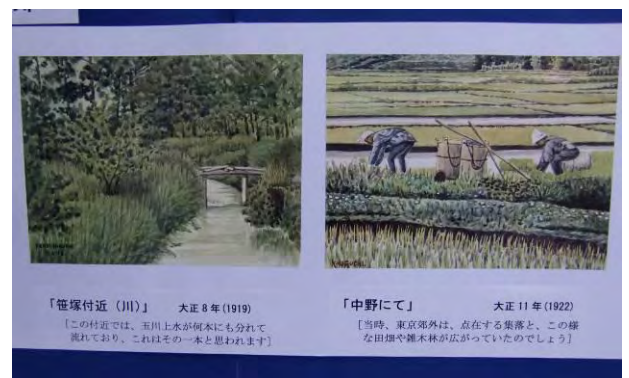 「笹塚付近（川）」 大正8年(1919)
［この付近では、玉川上水が何本にも分れて
流れており、これはその一本と思われます］
「中野にて」 大正11年(1922)
［当時、東京郊外は、点在する集落と、この様
な田畑や雑木林が広がっていたのでしょう］